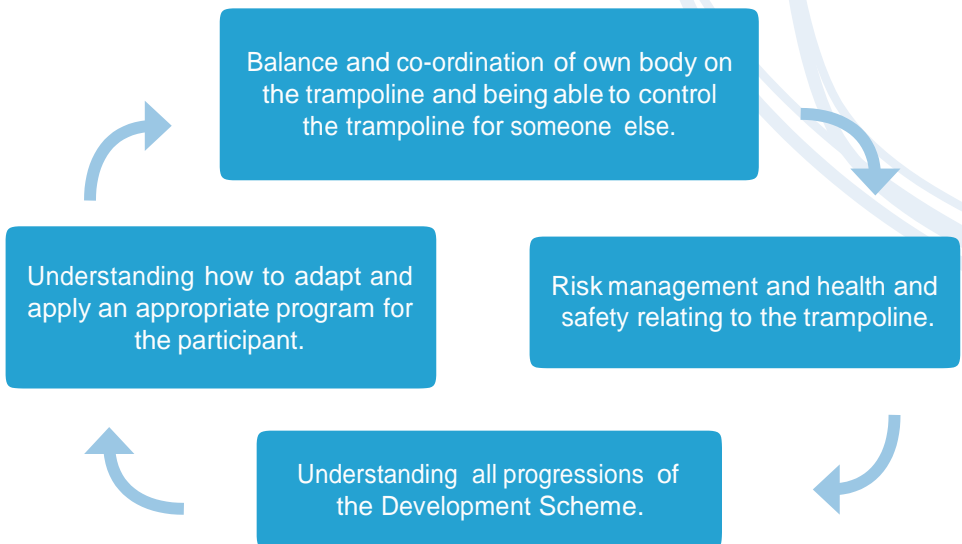 Balance and co-ordination of own body on
the trampoline and being able to control
the trampoline for someone else.
Risk management and health and
safety relating to the trampoline.
Understanding all progressions of
the Development Scheme.
Understanding how to adapt and
apply an appropriate program for
the participant.